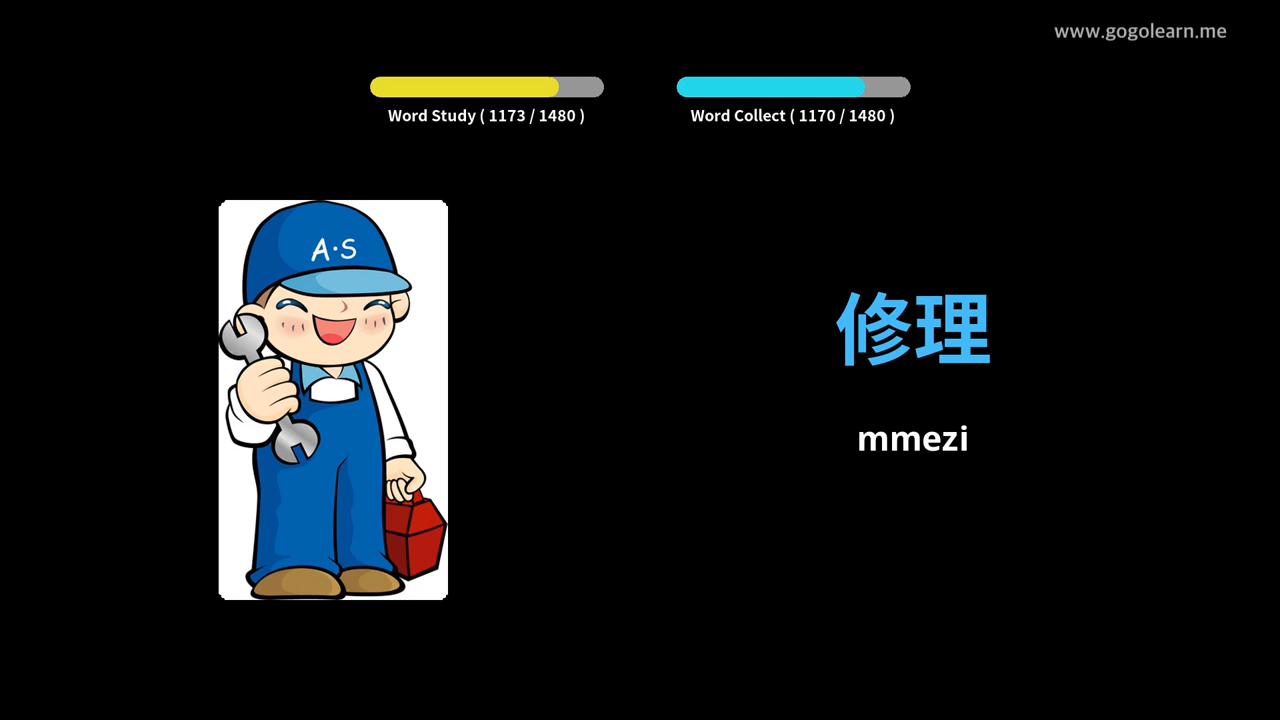 www.gogolearn.me
Word Study ( 1173 / 1480 )
Word Collect ( 1170 / 1480 )
A·S
修理
mmezi